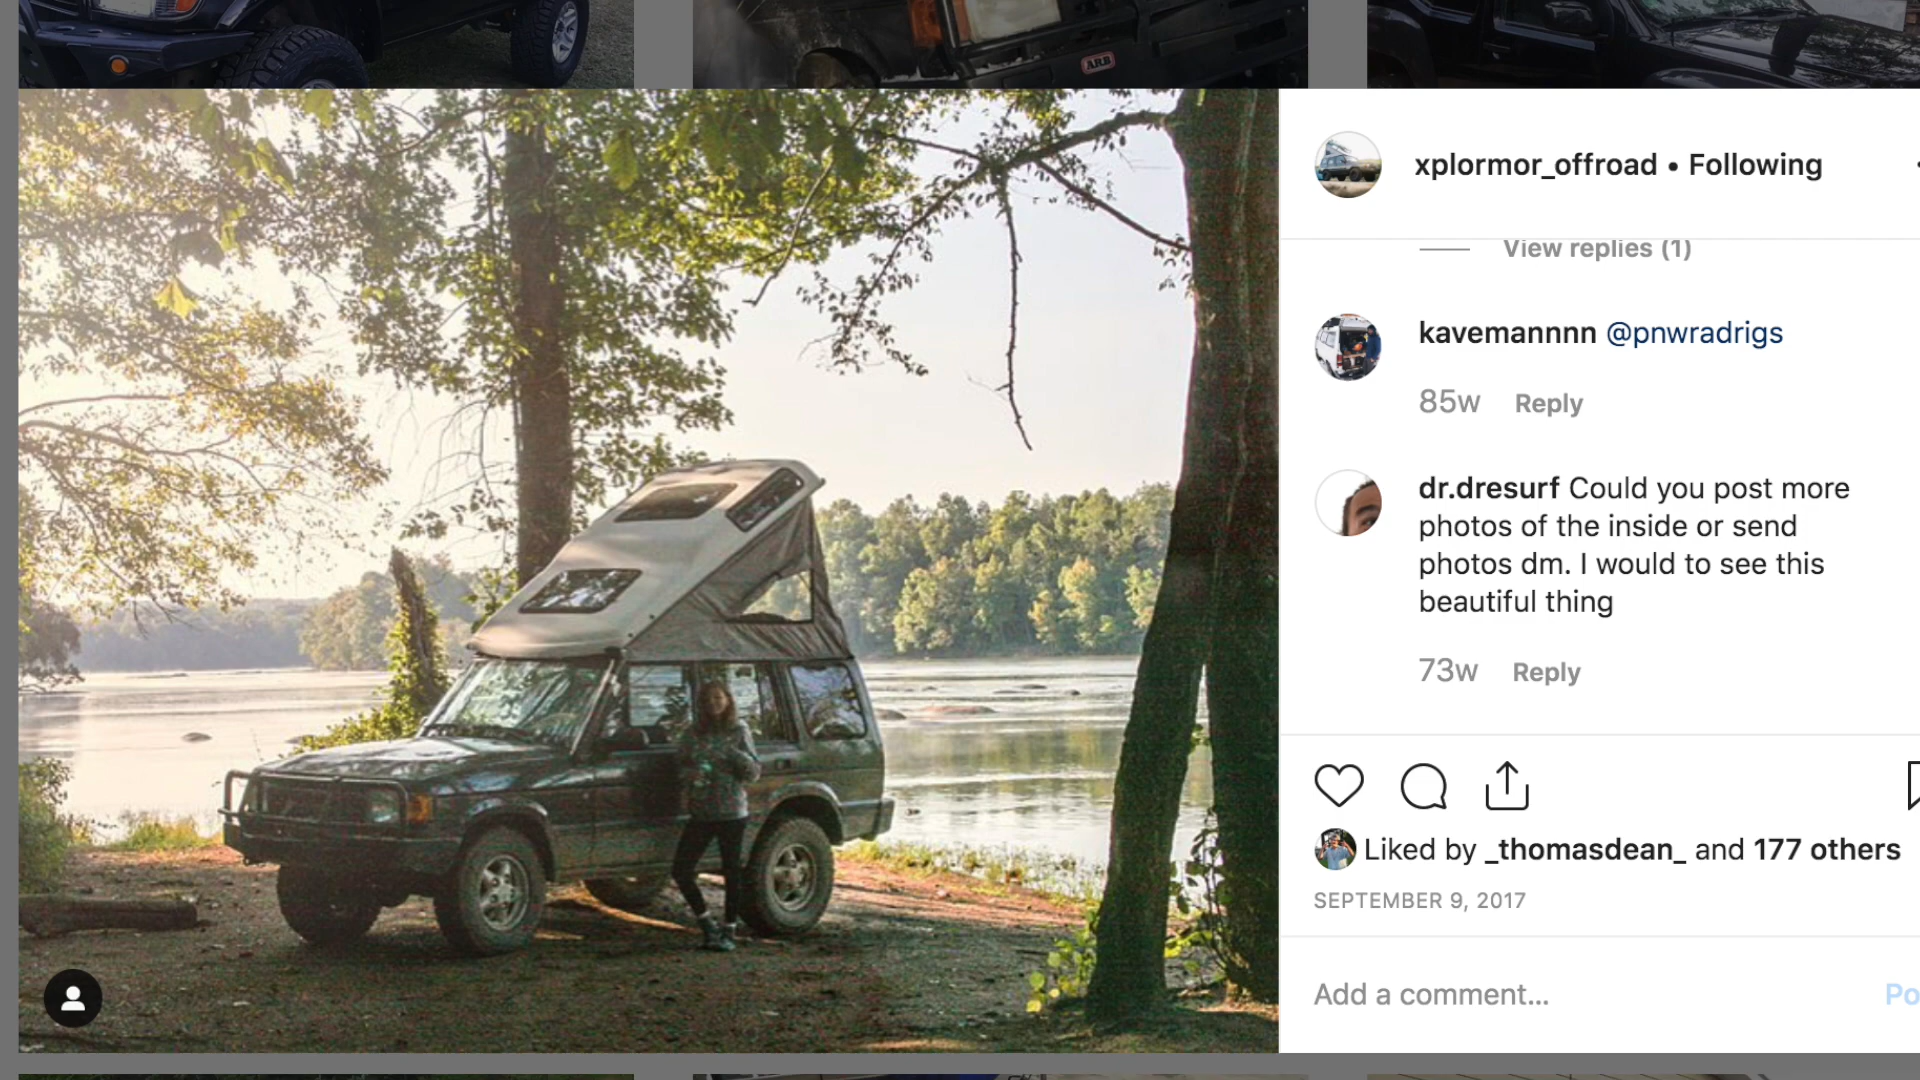 ARB
xplormor_offroad • Following
View replies (1)
kavemannnn @pnwradrigs
85w Reply
dr.dresurf Could you post more
photos of the inside or send
photos dm. I would to see this
beautiful thing
73w Reply
Liked by _thomasdean_ and 177 others
SEPTEMBER 9, 2017
Add a comment...
Po